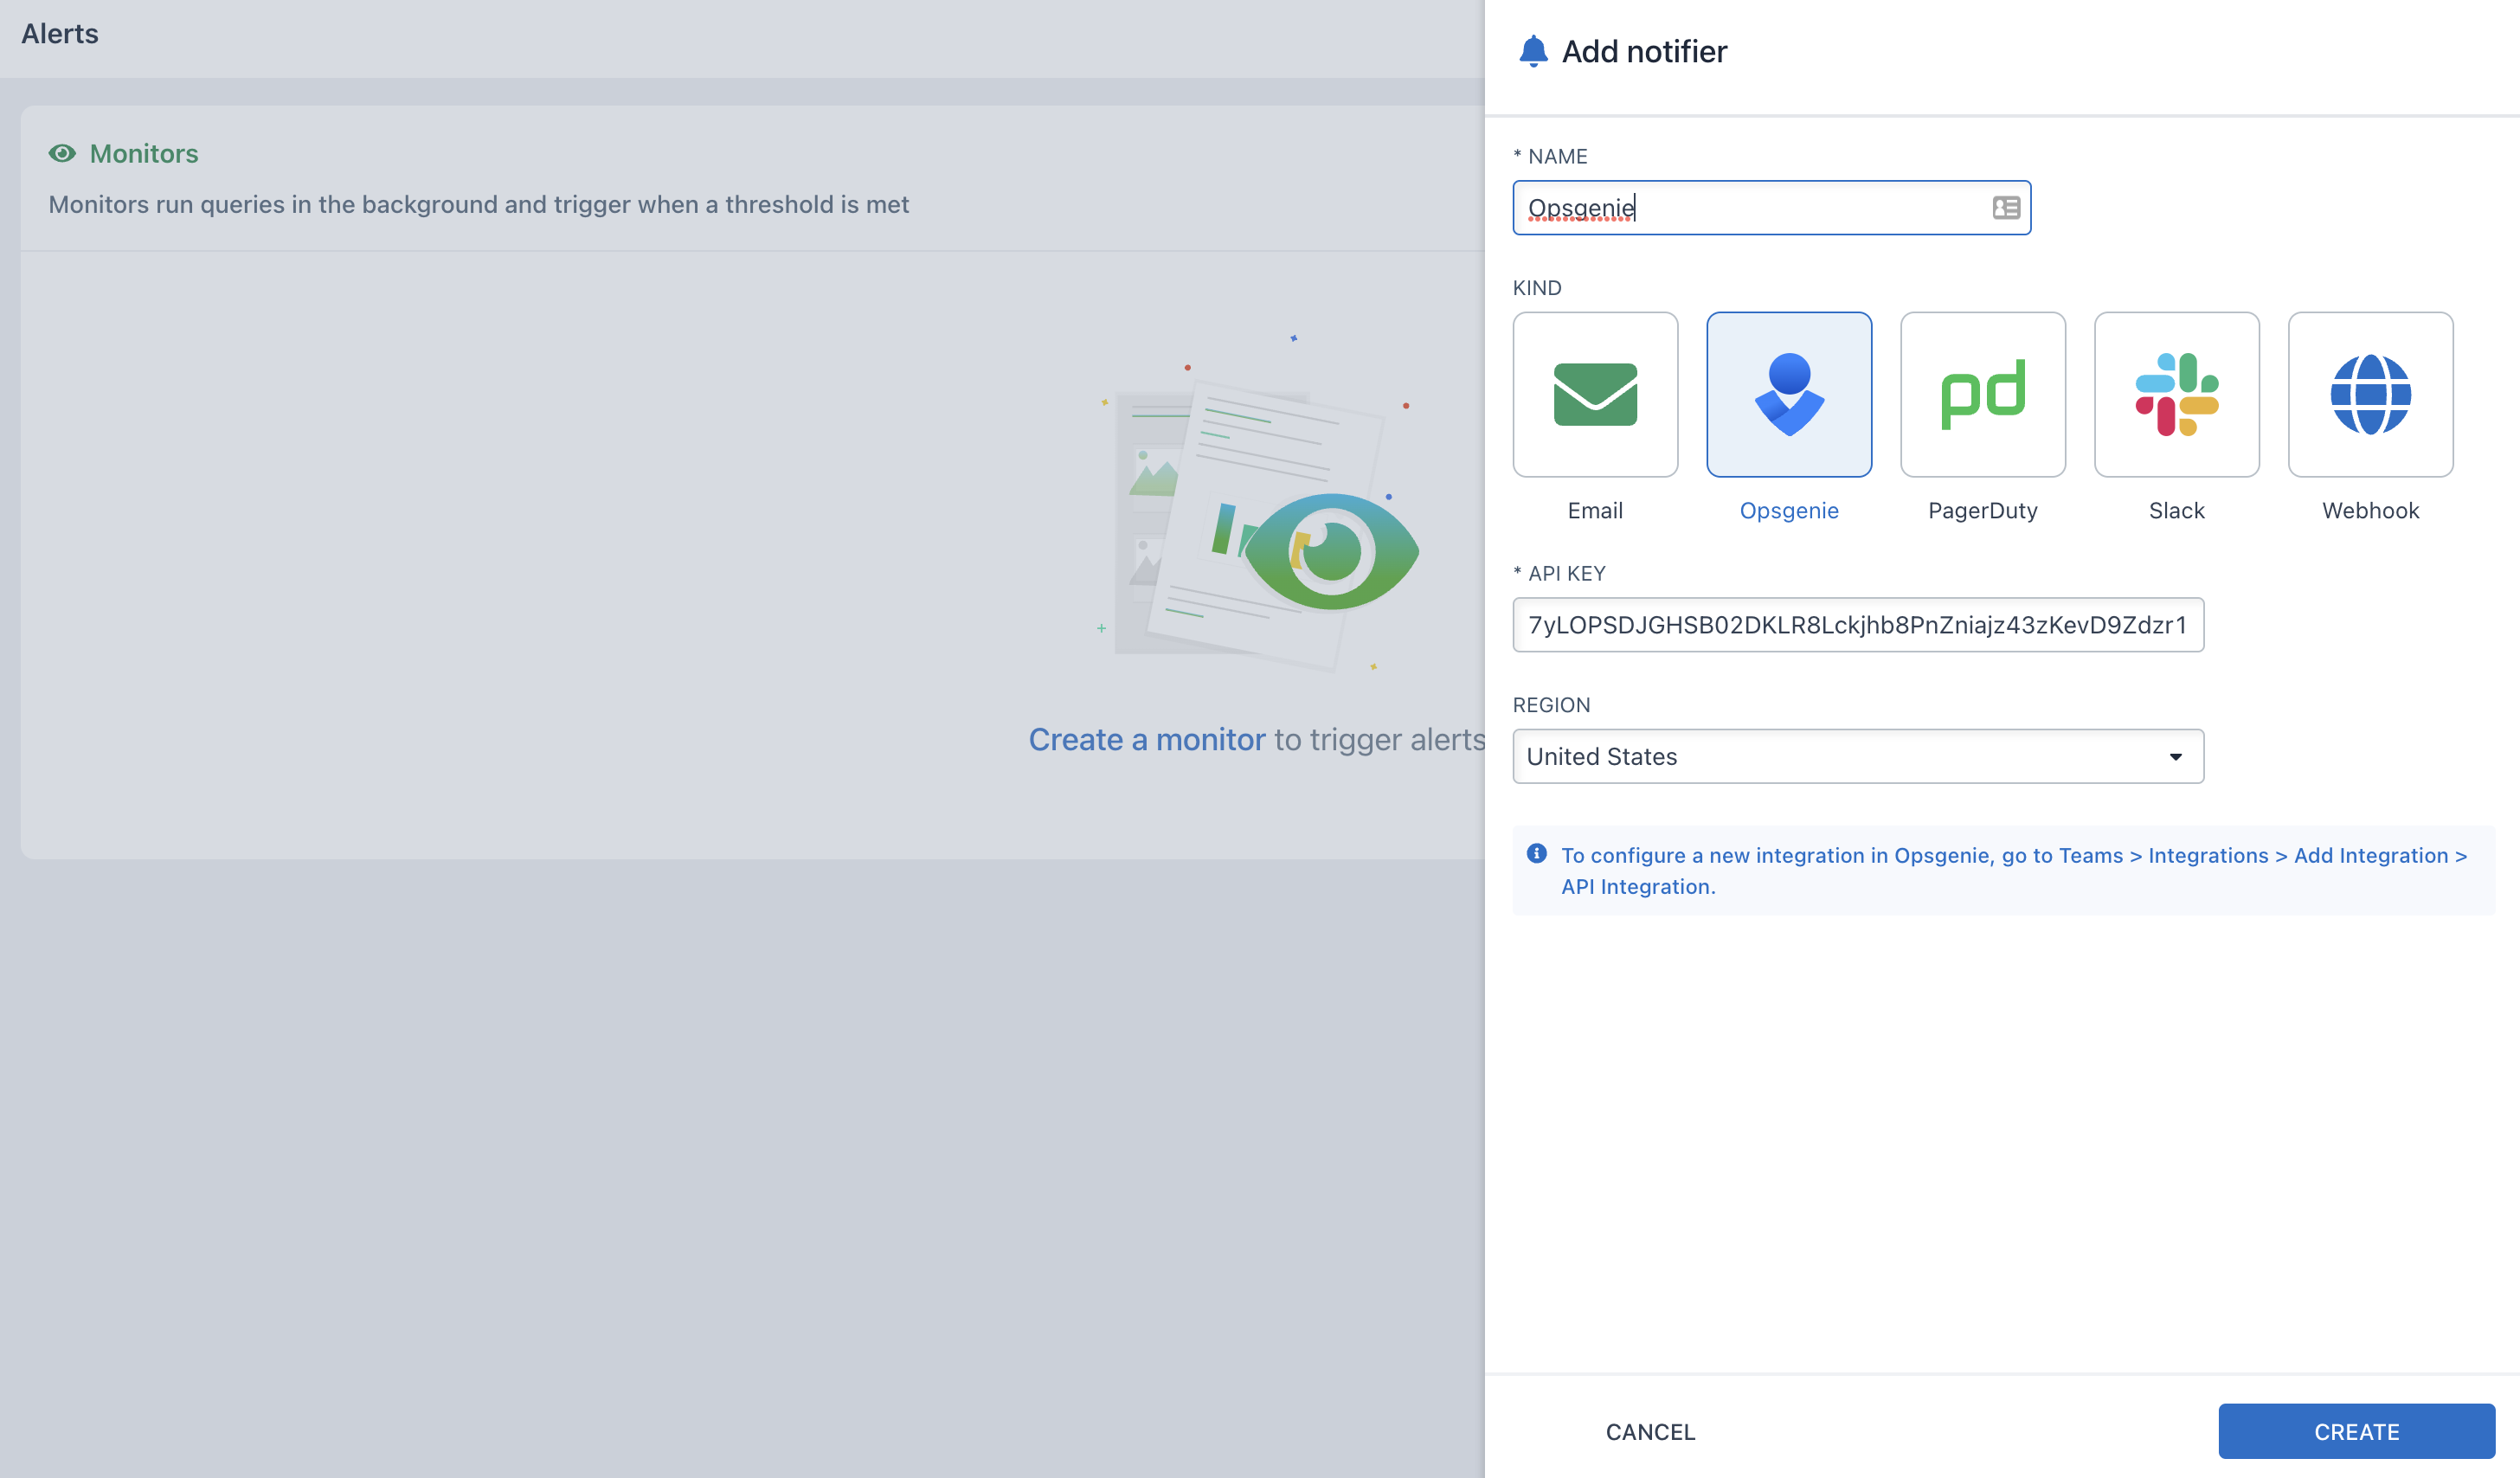 Alerts
Monitors
Monitors run queries in the background and trigger when a threshold is met
Create a monitor to trigger alerts
Add notifier
* NAME
Opsgenie
KIND
pd
Email Opsgenie PagerDuty Slack Webhook
* API KEY
7yLOPSDJGHSB02DKLR8Lckjhb8PnZniajz43zKevD9Zdzr1
REGION
United States
To configure a new integration in Opsgenie, go to Teams > Integrations > Add Integration >
API Integration.
CANCEL CREATE